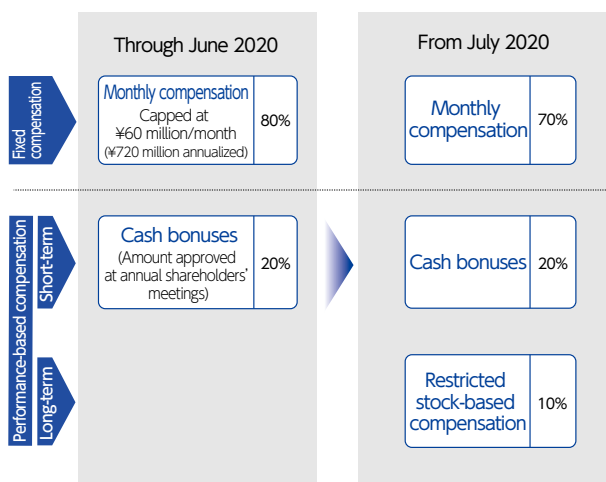 Through June 2020
From July 2020
Fixed
compensation
Monthly compensation
Capped at
¥60 million/month
(¥720 million annualized)
80%
Monthly
compensation
70%
Performance-based compensation
Short-term
Cash bonuses
(Amount approved
at annual shareholders’
meetings)
20%
Cash bonuses
20%
Long-term
Restricted
stock-based
compensation
10%